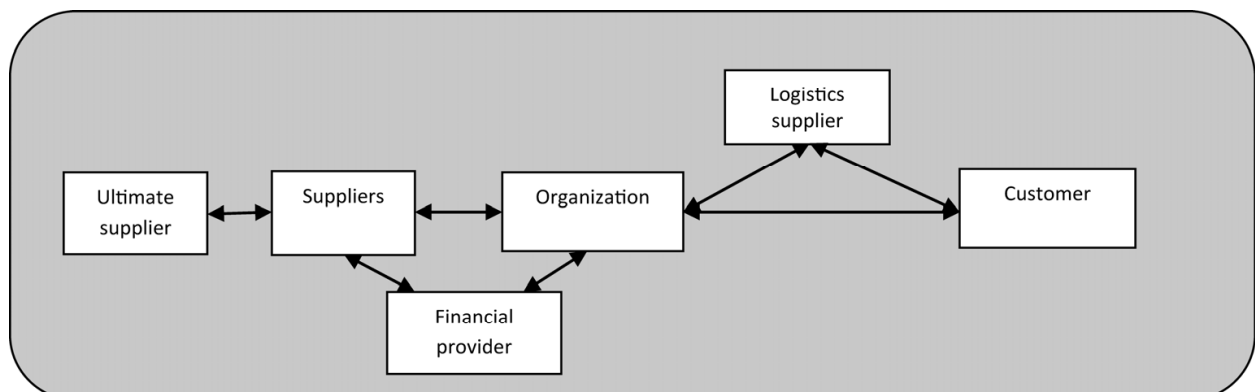 Logistics
supplier
Ultimate
supplier
Suppliers
Organization
Customer
Financial
provider